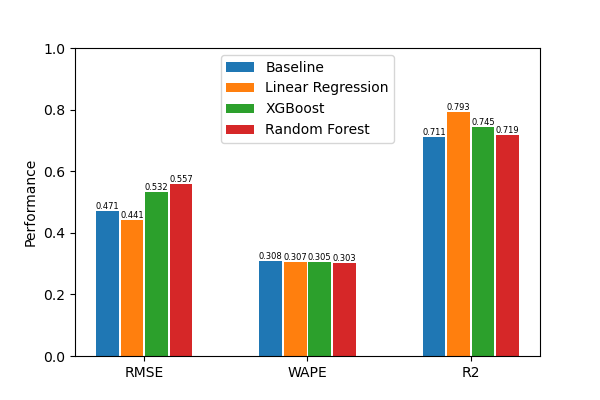 1.0
0.8
0.6
0.4
0.2
0.0
Performance
Baseline
Linear Regression
XGBoost
Random Forest
0.471
0.441
0.532
0.557
0.308
0.307
0.305
0.303
0.711
0.793
0.745
0.719
RMSE
WAPE
R2